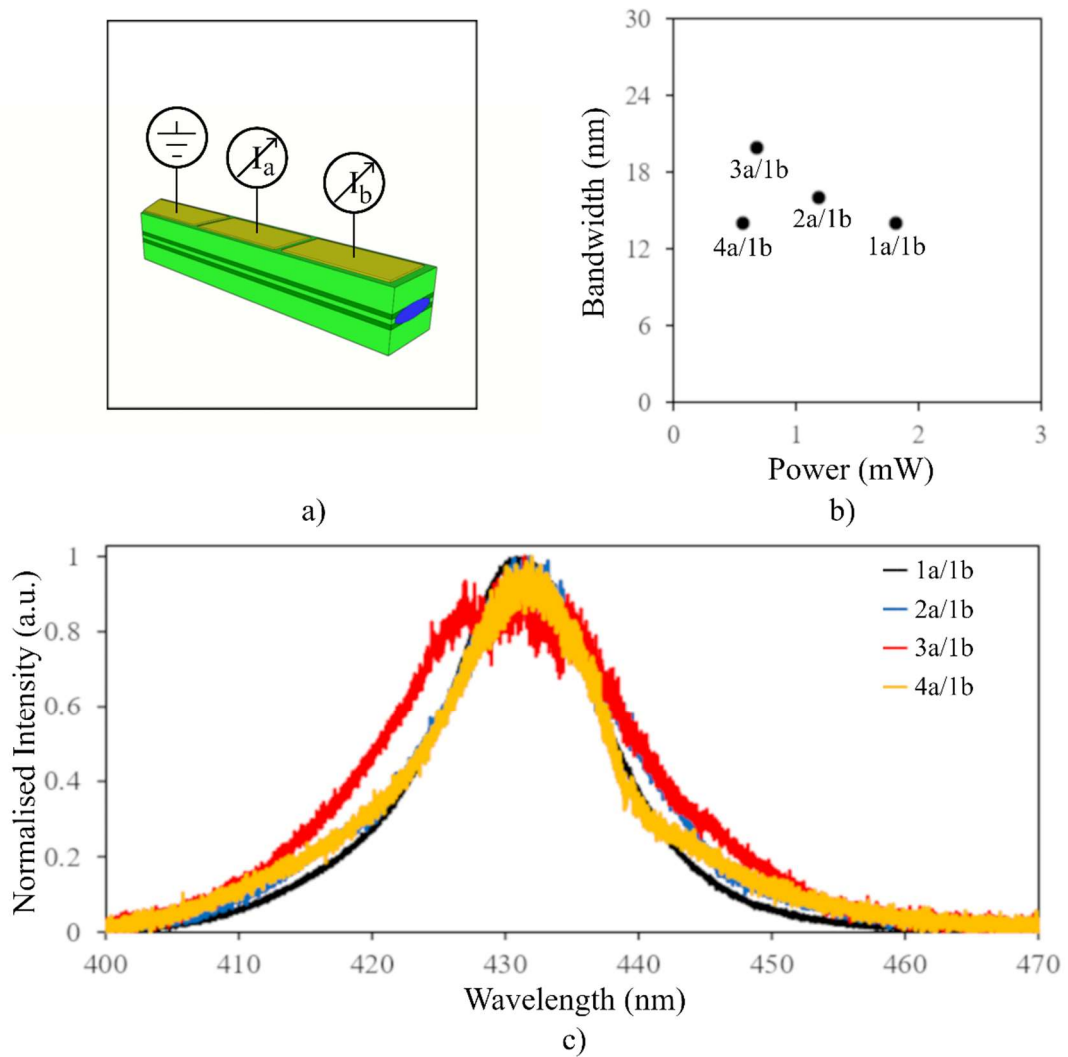 Ia
Ib
a)
30
24
18
12
6
0
Bandwidth (nm)
3a/1b
2a/1b
4a/1b
1a/1b
0
1
2
3
Power (mW)
b)
1
0.8
0.6
0.4
0.2
0
Normalised Intensity (a.u.)
1a/1b
2a/1b
3a/1b
4a/1b
400
410
420
430
440
450
460
470
Wavelength (nm)
c)